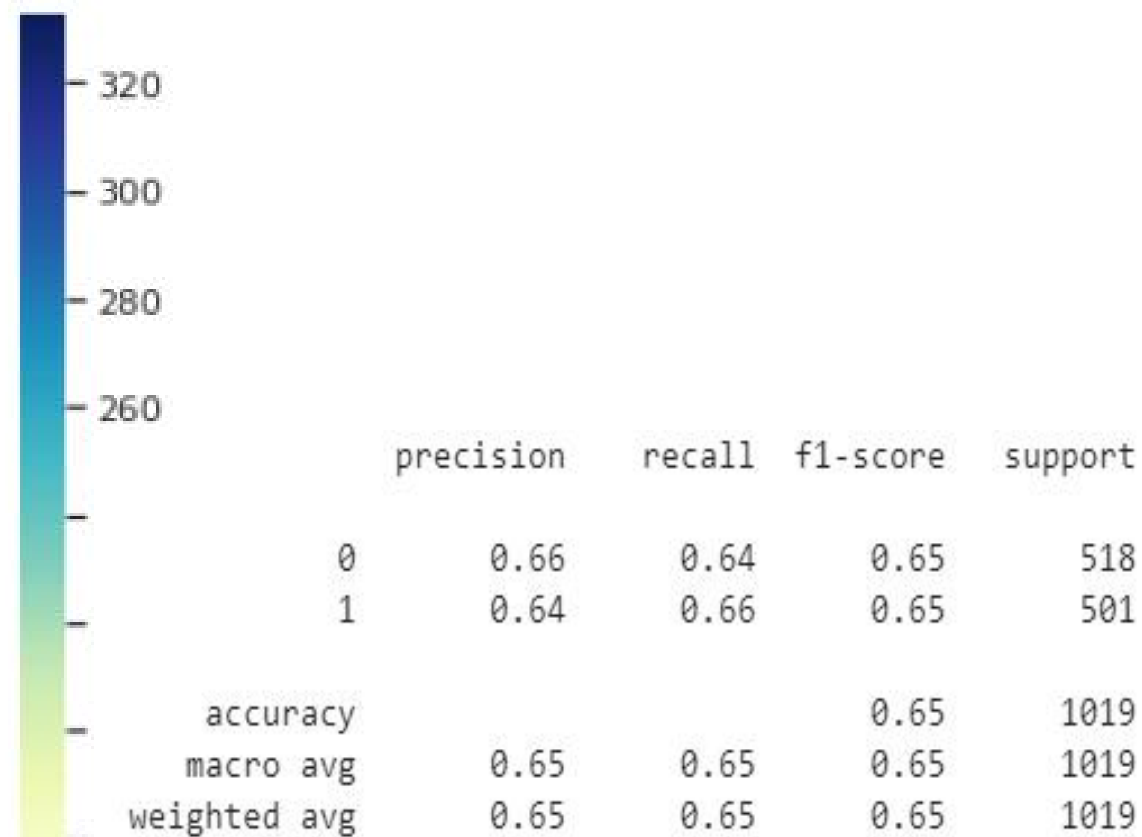 320
300
280
260
precision recall f1-score support
0 0.66 0.64 0.65 518
1 0.64 0.66 0.65 501
accuracy 0.65 1019
macro avg 0.65 0.65 0.65 1019
weighted avg 0.65 0.65 0.65 1019